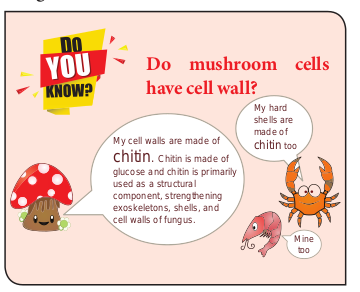 DO
YOU
KNOW?
Do mushroom cells
have cell wall?
My hard
shells are
made of
chitin too
My cell walls are made of
chitin. Chitin is made of
glucose and chitin is primarily
used as a structural
component, strengthening
exoskeletons, shells, and
cell walls of fungus.
Mine
too